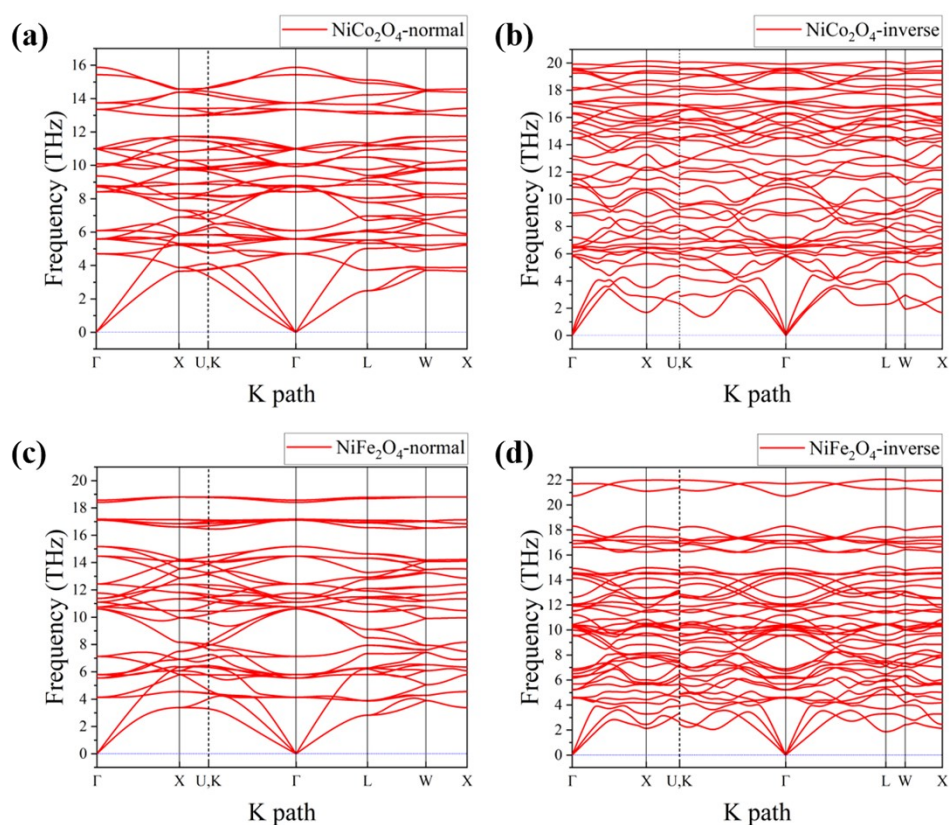 (a)
NiCo₂O₄-normal
16
14
12
10
8
6
4
2
0
Frequency (THz)
Γ X U,K Γ L W X
K path
(b)
NiCo₂O₄-inverse
20
18
16
14
12
10
8
6
4
2
0
Frequency (THz)
Γ X U,K Γ L W X
K path
(c)
NiFe₂O₄-normal
20
18
16
14
12
10
8
6
4
2
0
Frequency (THz)
Γ X U,K Γ L W X
K path
(d)
NiFe₂O₄-inverse
22
20
18
16
14
12
10
8
6
4
2
0
Frequency (THz)
Γ X U,K Γ L W X
K path